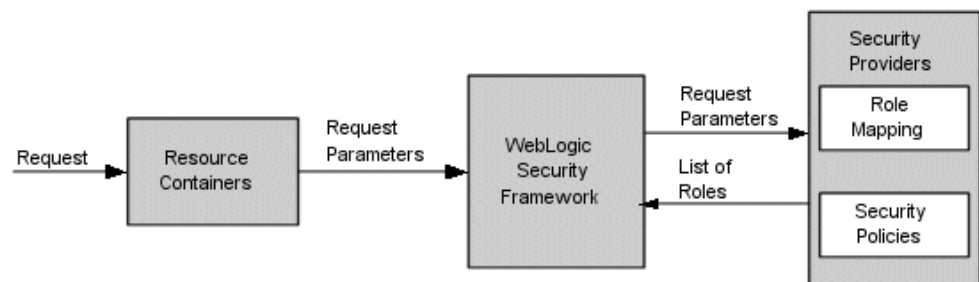 Request
Resource
Containers
Request
Parameters
WebLogic
Security
Framework
Request
Parameters
List of
Roles
Security
Providers
Role
Mapping
Security
Policies